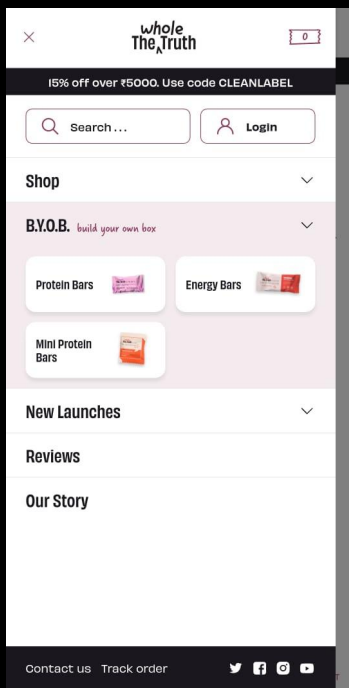 whole
The Truth
0
15% off over ₹5000. Use code CLEANLABEL
Search...
Login
Shop
B.Y.O.B. build your own box
Protein Bars
Energy Bars
Mini Protein
Bars
New Launches
Reviews
Our Story
Contact us Track order